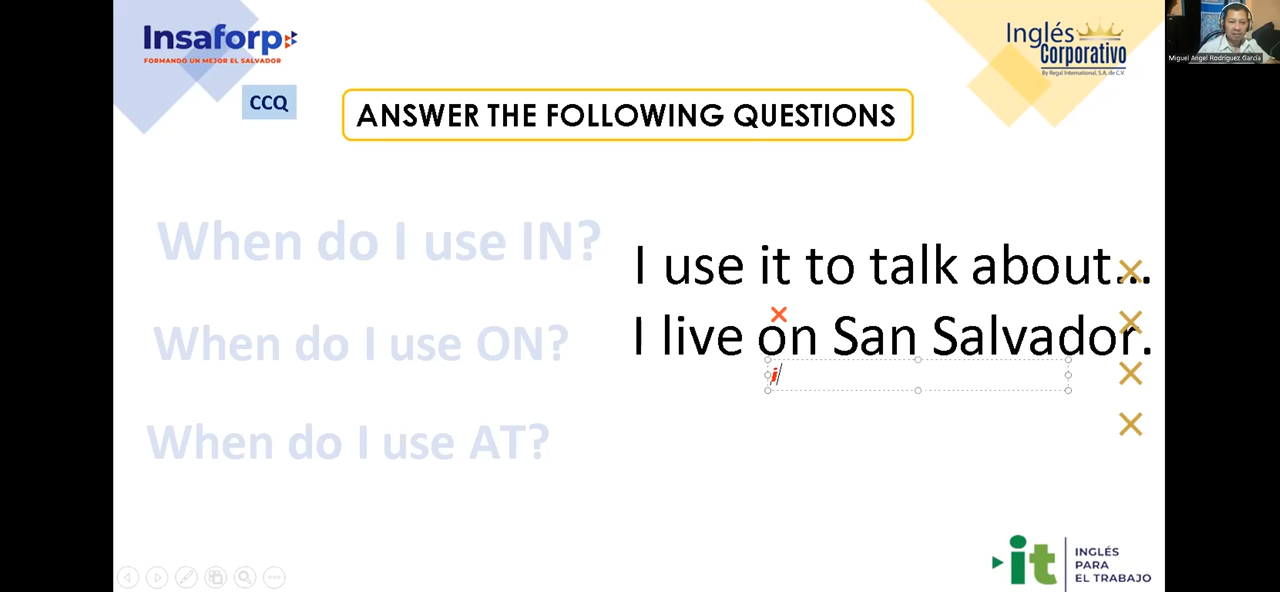 Insaforp
FORMANDO UN MEJOR EL SALVADOR
Inglés
Corporativo
By Regal International, S.A. de C.V.
Miguel Angel Rodriguez Garcia
CCQ
ANSWER THE FOLLOWING QUESTIONS
When do I use IN?
I use it to talk about...
When do I use ON?
I live on San Salvador.
i
When do I use AT?
it
INGLÉS
PARA
EL TRABAJO